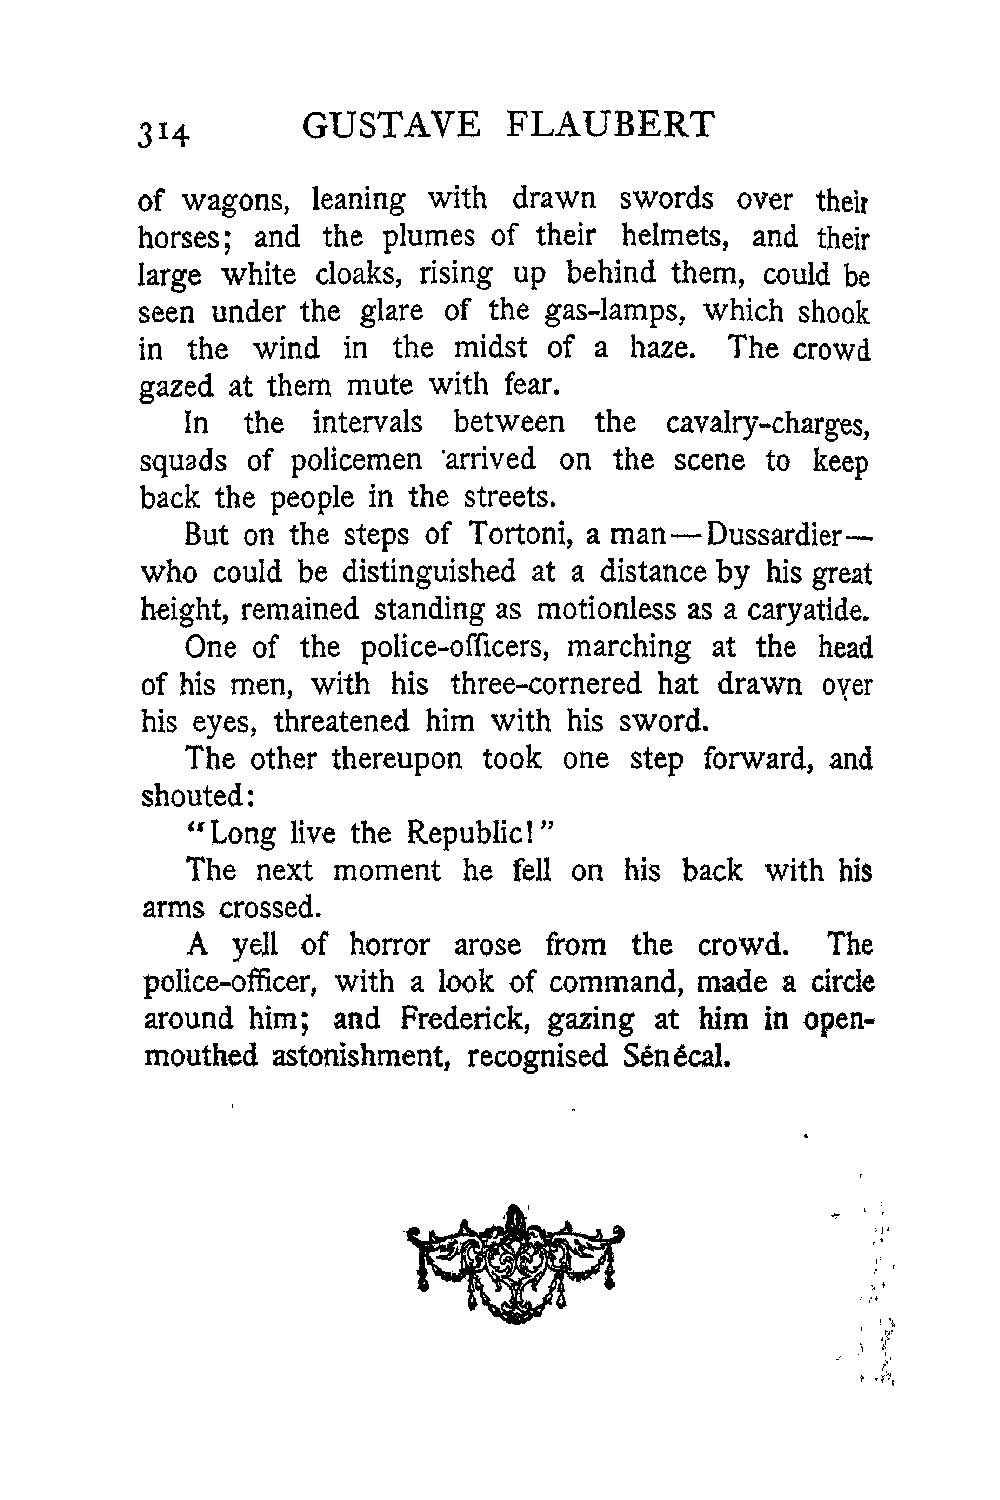 314 GUSTAVE FLAUBERT
of wagons, leaning with drawn swords over their
horses; and the plumes of their helmets, and their
large white cloaks, rising up behind them, could be
seen under the glare of the gas-lamps, which shook
in the wind in the midst of a haze. The crowd
gazed at them mute with fear.
In the intervals between the cavalry-charges,
squads of policemen arrived on the scene to keep
back the people in the streets.
But on the steps of Tortoni, a man—Dussardier—
who could be distinguished at a distance by his great
height, remained standing as motionless as a caryatide.
One of the police-officers, marching at the head
of his men, with his three-cornered hat drawn over
his eyes, threatened him with his sword.
The other thereupon took one step forward, and
shouted:
“Long live the Republic!”
The next moment he fell on his back with his
arms crossed.
A yell of horror arose from the crowd. The
police-officer, with a look of command, made a circle
around him; and Frederick, gazing at him in open-
mouthed astonishment, recognised Sénécal.